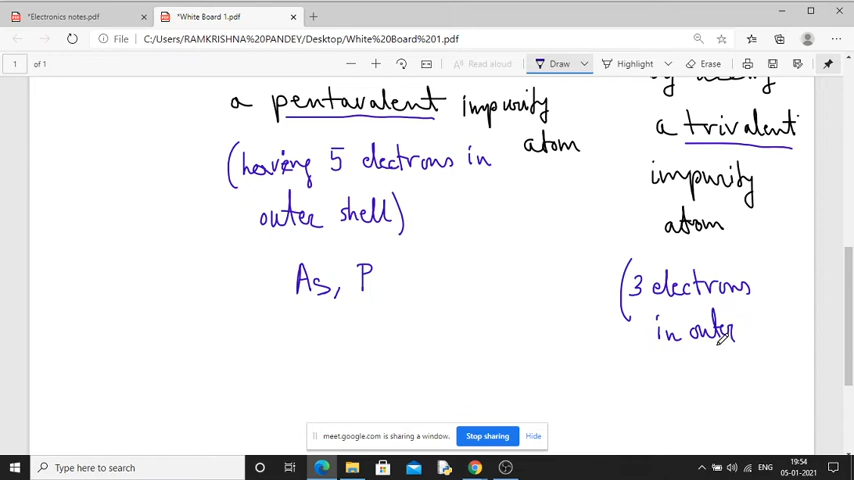 *Electronics notes.pdf
*White Board 1.pdf
File C:/Users/RAMKRISHNA%20PANDEY/Desktop/White%20Board%201.pdf
1 of 1
Read aloud
Draw
Highlight
Erase
a pentavalent impurity
atom
(having 5 electrons in
outer shell)
As, P
a trivalent
impurity
atom
(3 electrons
in outer
meet.google.com is sharing a window.
Stop sharing
Hide
Type here to search
ENG
19:54
05-01-2021